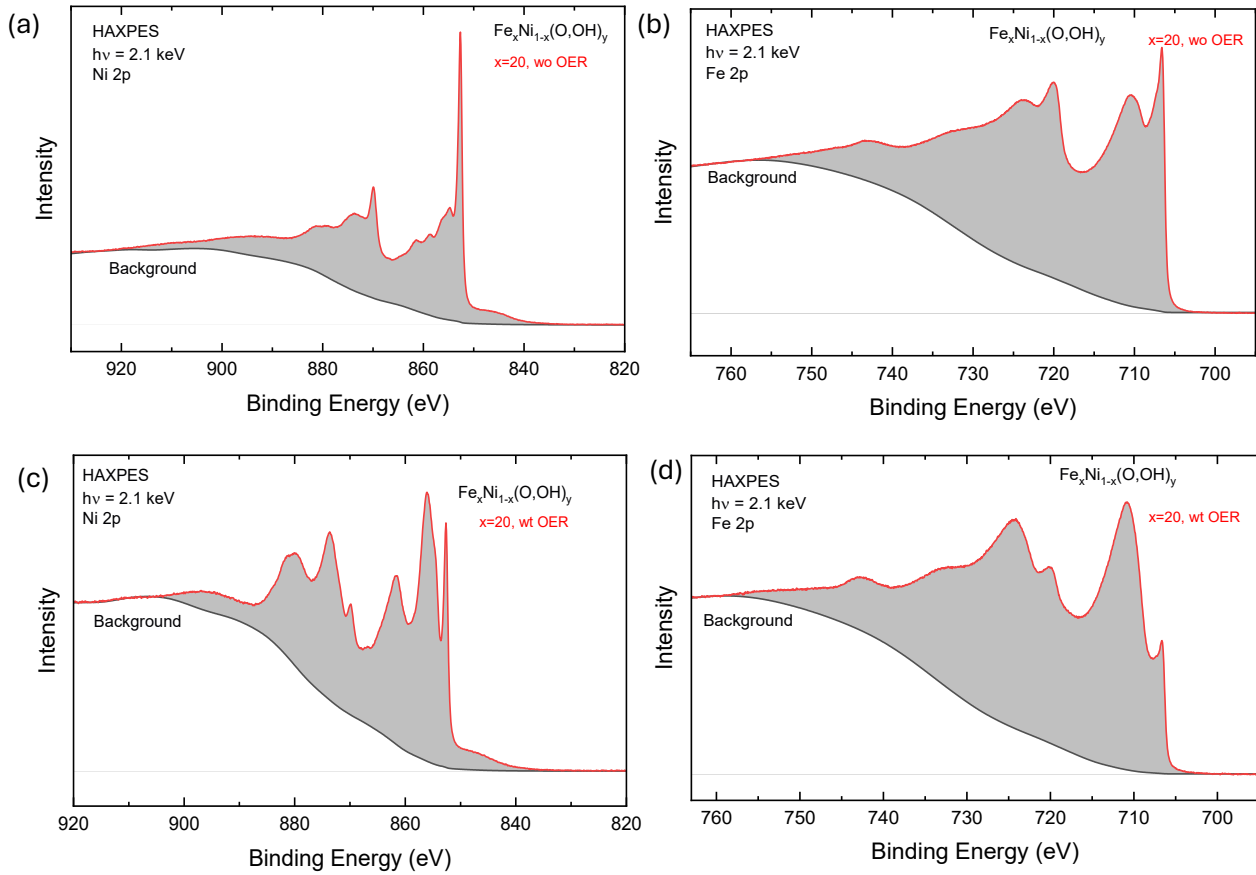 (a)
HAXPES
hν = 2.1 keV
Ni 2p
FeₓNi₁₋ₓ(O,OH)ᵧ
x=20, wo OER
Background
Intensity
920 900 880 860 840 820
Binding Energy (eV)
(b)
HAXPES
hν = 2.1 keV
Fe 2p
FeₓNi₁₋ₓ(O,OH)ᵧ
x=20, wo OER
Background
Intensity
760 750 740 730 720 710 700
Binding Energy (eV)
(c)
HAXPES
hν = 2.1 keV
Ni 2p
FeₓNi₁₋ₓ(O,OH)ᵧ
x=20, wt OER
Background
Intensity
920 900 880 860 840 820
Binding Energy (eV)
(d)
HAXPES
hν = 2.1 keV
Fe 2p
FeₓNi₁₋ₓ(O,OH)ᵧ
x=20, wt OER
Background
Intensity
760 750 740 730 720 710 700
Binding Energy (eV)